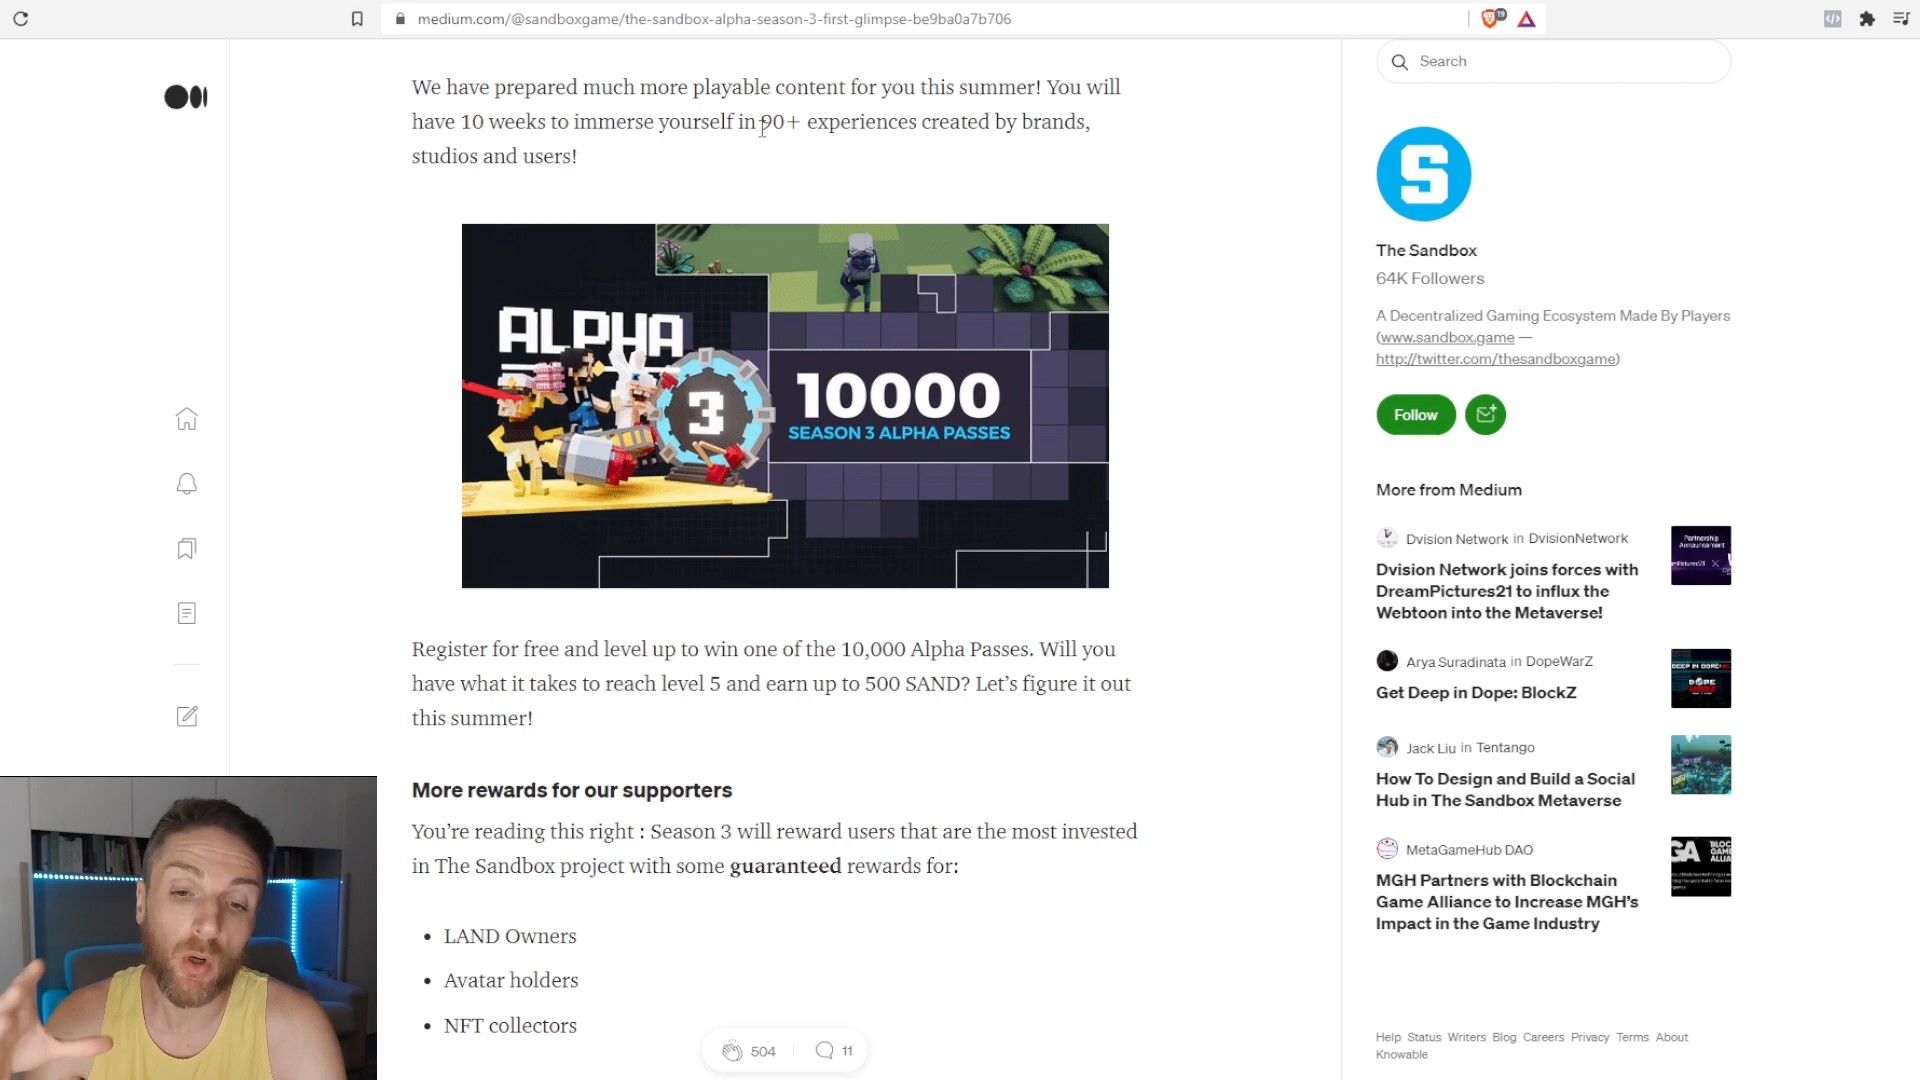 medium.com/@sandboxgame/the-sandbox-alpha-season-3-first-glimpse-be9ba0a7b706
19
We have prepared much more playable content for you this summer! You will
have 10 weeks to immerse yourself in 90+ experiences created by brands,
studios and users!
ALPHA
3
10000
SEASON 3 ALPHA PASSES
Register for free and level up to win one of the 10,000 Alpha Passes. Will you
have what it takes to reach level 5 and earn up to 500 SAND? Let’s figure it out
this summer!
More rewards for our supporters
You’re reading this right : Season 3 will reward users that are the most invested
in The Sandbox project with some guaranteed rewards for:
• LAND Owners
• Avatar holders
• NFT collectors
504
11
Search
S
The Sandbox
64K Followers
A Decentralized Gaming Ecosystem Made By Players
(www.sandbox.game —
http://twitter.com/thesandboxgame)
Follow
More from Medium
Dvision Network in DvisionNetwork
Dvision Network joins forces with
DreamPictures21 to influx the
Webtoon into the Metaverse!
Partnership
Announcement
Arya Suradinata in DopeWarZ
Get Deep in Dope: BlockZ
Jack Liu in Tentango
How To Design and Build a Social
Hub in The Sandbox Metaverse
MetaGameHub DAO
MGH Partners with Blockchain
Game Alliance to Increase MGH’s
Impact in the Game Industry
Help Status Writers Blog Careers Privacy Terms About
Knowable